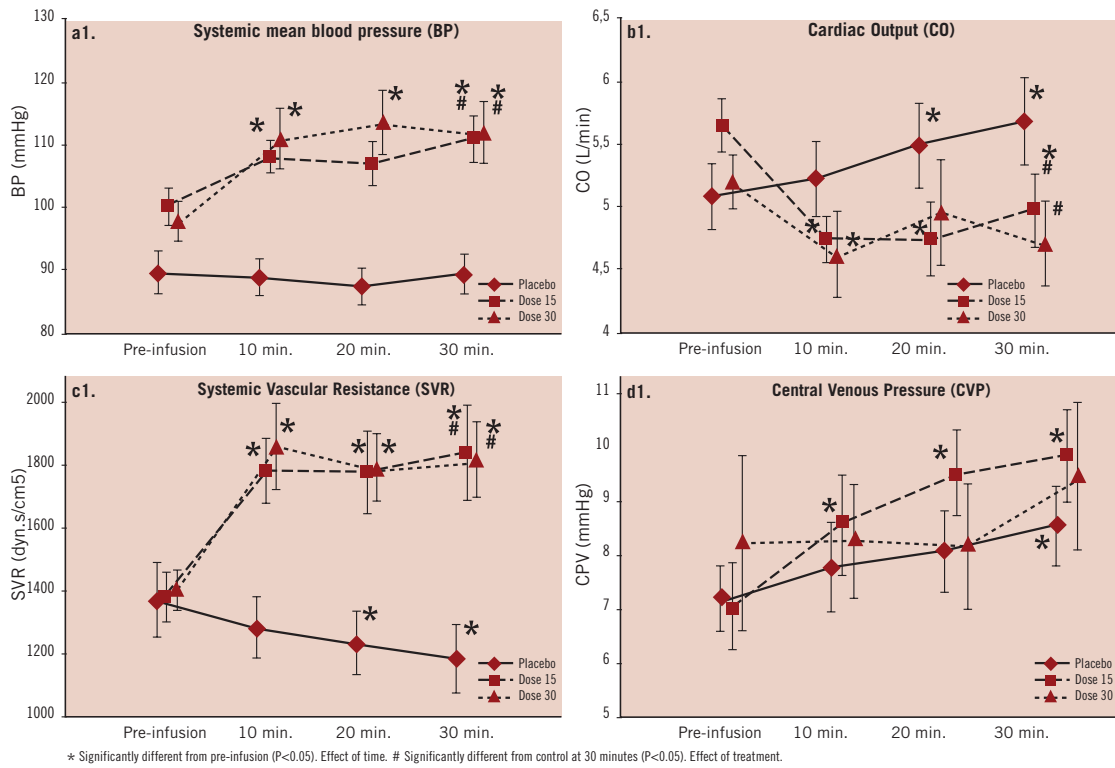 a1. Systemic mean blood pressure (BP)
BP (mmHg)
130
120
110
100
90
80
* * * * # * #
Placebo
Dose 15
Dose 30
Pre-infusion 10 min. 20 min. 30 min.
b1. Cardiac Output (CO)
CO (L/min)
6,5
6
5,5
5
4,5
4
* * * # * * * #
Placebo
Dose 15
Dose 30
Pre-infusion 10 min. 20 min. 30 min.
c1. Systemic Vascular Resistance (SVR)
SVR (dyn.s/cm5)
2000
1800
1600
1400
1200
1000
* * * * * # * # * *
Placebo
Dose 15
Dose 30
Pre-infusion 10 min. 20 min. 30 min.
d1. Central Venous Pressure (CVP)
CPV (mmHg)
11
10
9
8
7
6
5
* * * *
Placebo
Dose 15
Dose 30
Pre-infusion 10 min. 20 min. 30 min.
* Significantly different from pre-infusion (P<0.05). Effect of time. # Significantly different from control at 30 minutes (P<0.05). Effect of treatment.